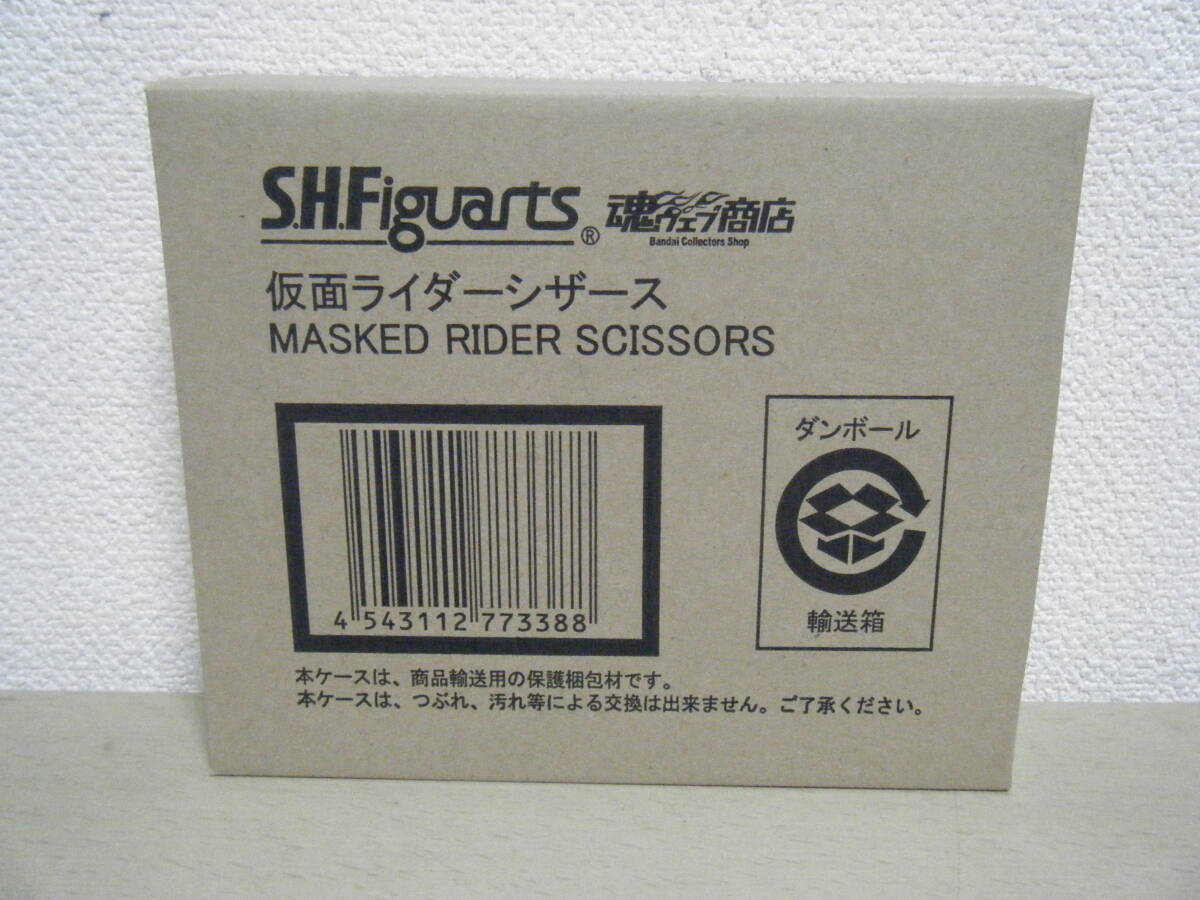 S.H.Figuarts® 魂ウェブ商店
Bandai Collectors Shop
仮面ライダーシザース
MASKED RIDER SCISSORS
ダンボール
輸送箱
4 543112 773388
本ケースは、商品輸送用の保護梱包材です。
本ケースは、つぶれ、汚れ等による交換は出来ません。ご了承ください。